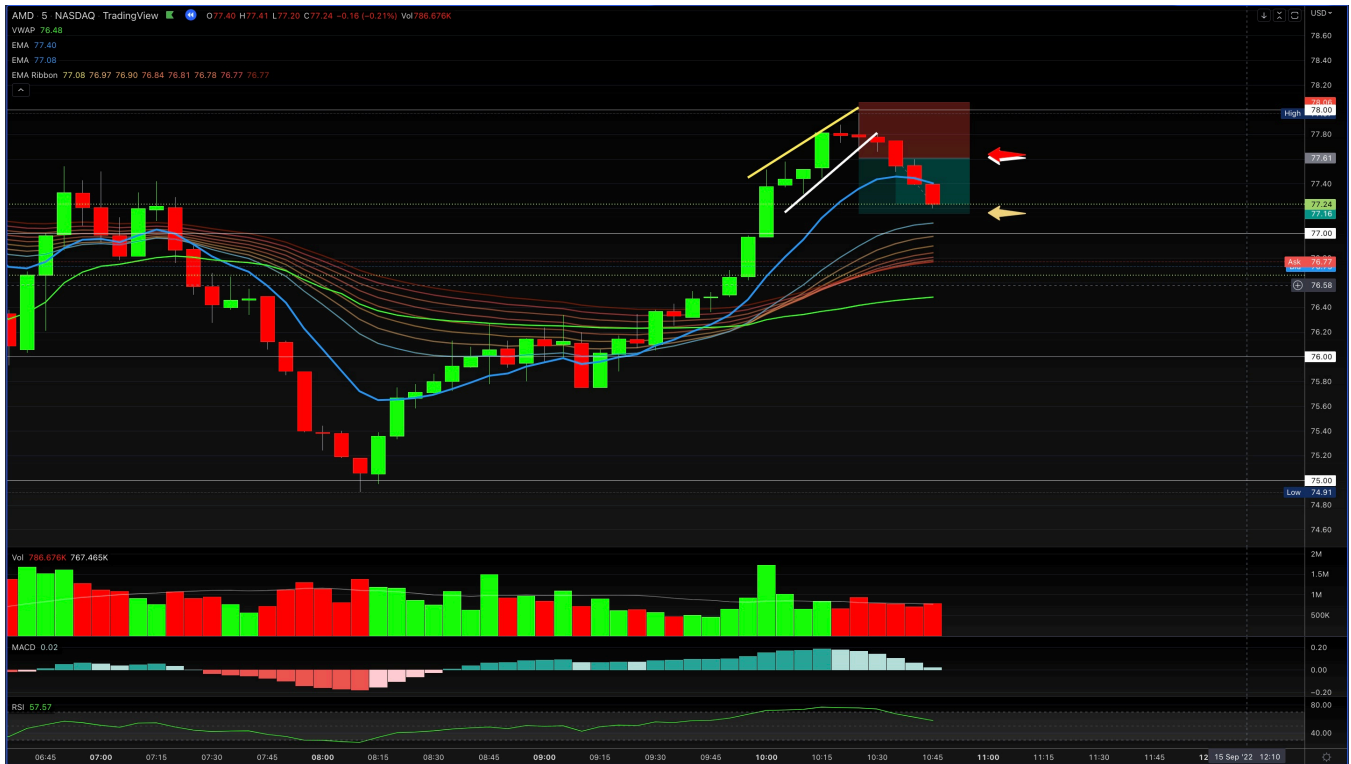 AMD · 5 · NASDAQ · TradingView O77.40 H77.41 L77.20 C77.24 −0.16 (−0.21%) Vol786.676K
VWAP 76.48
EMA 77.40
EMA 77.08
EMA Ribbon 77.08 76.97 76.90 76.84 76.81 76.78 76.77 76.77
USD
78.60
78.40
78.20
78.06
78.00
High
77.80
77.61
77.40
77.24
77.16
77.00
Ask 76.77
76.58
76.40
76.20
76.00
75.80
75.60
75.40
75.20
75.00
Low 74.91
74.80
74.60
Vol 786.676K 767.465K
2M
1.5M
1M
500K
MACD 0.02
0.20
0.00
−0.20
RSI 57.57
80.00
40.00
06:45 07:00 07:15 07:30 07:45 08:00 08:15 08:30 08:45 09:00 09:15 09:30 09:45 10:00 10:15 10:30 10:45 11:00 11:15 11:30 11:45 12 15 Sep '22 12:10